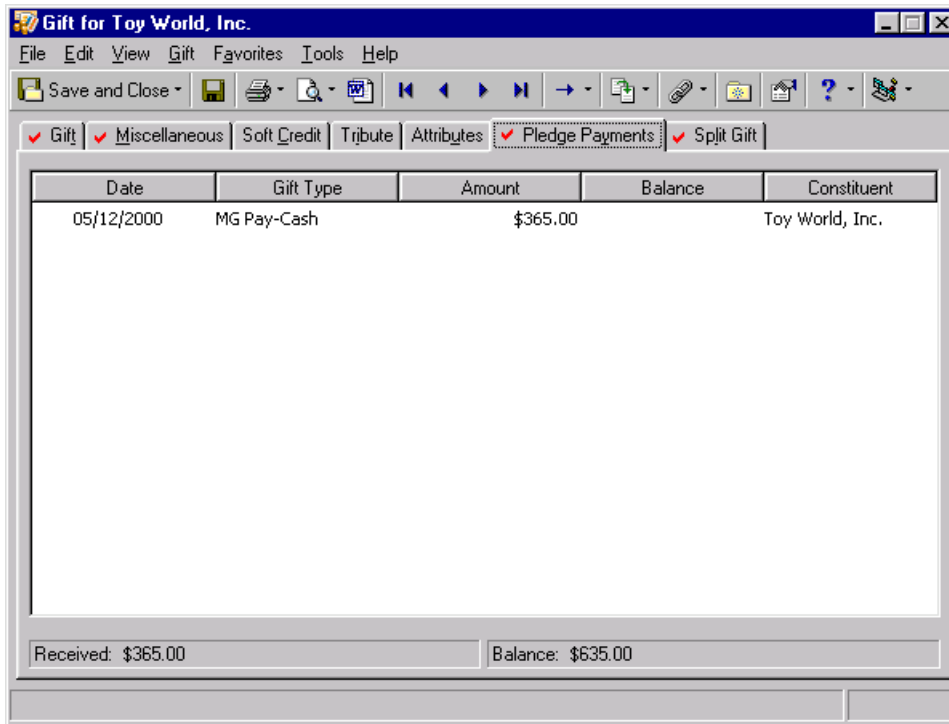 Gift for Toy World, Inc.
File Edit View Gift Favorites Tools Help
Save and Close
Gift Miscellaneous Soft Credit Tribute Attributes Pledge Payments Split Gift
Date Gift Type Amount Balance Constituent
05/12/2000 MG Pay-Cash $365.00 Toy World, Inc.
Received: $365.00 Balance: $635.00